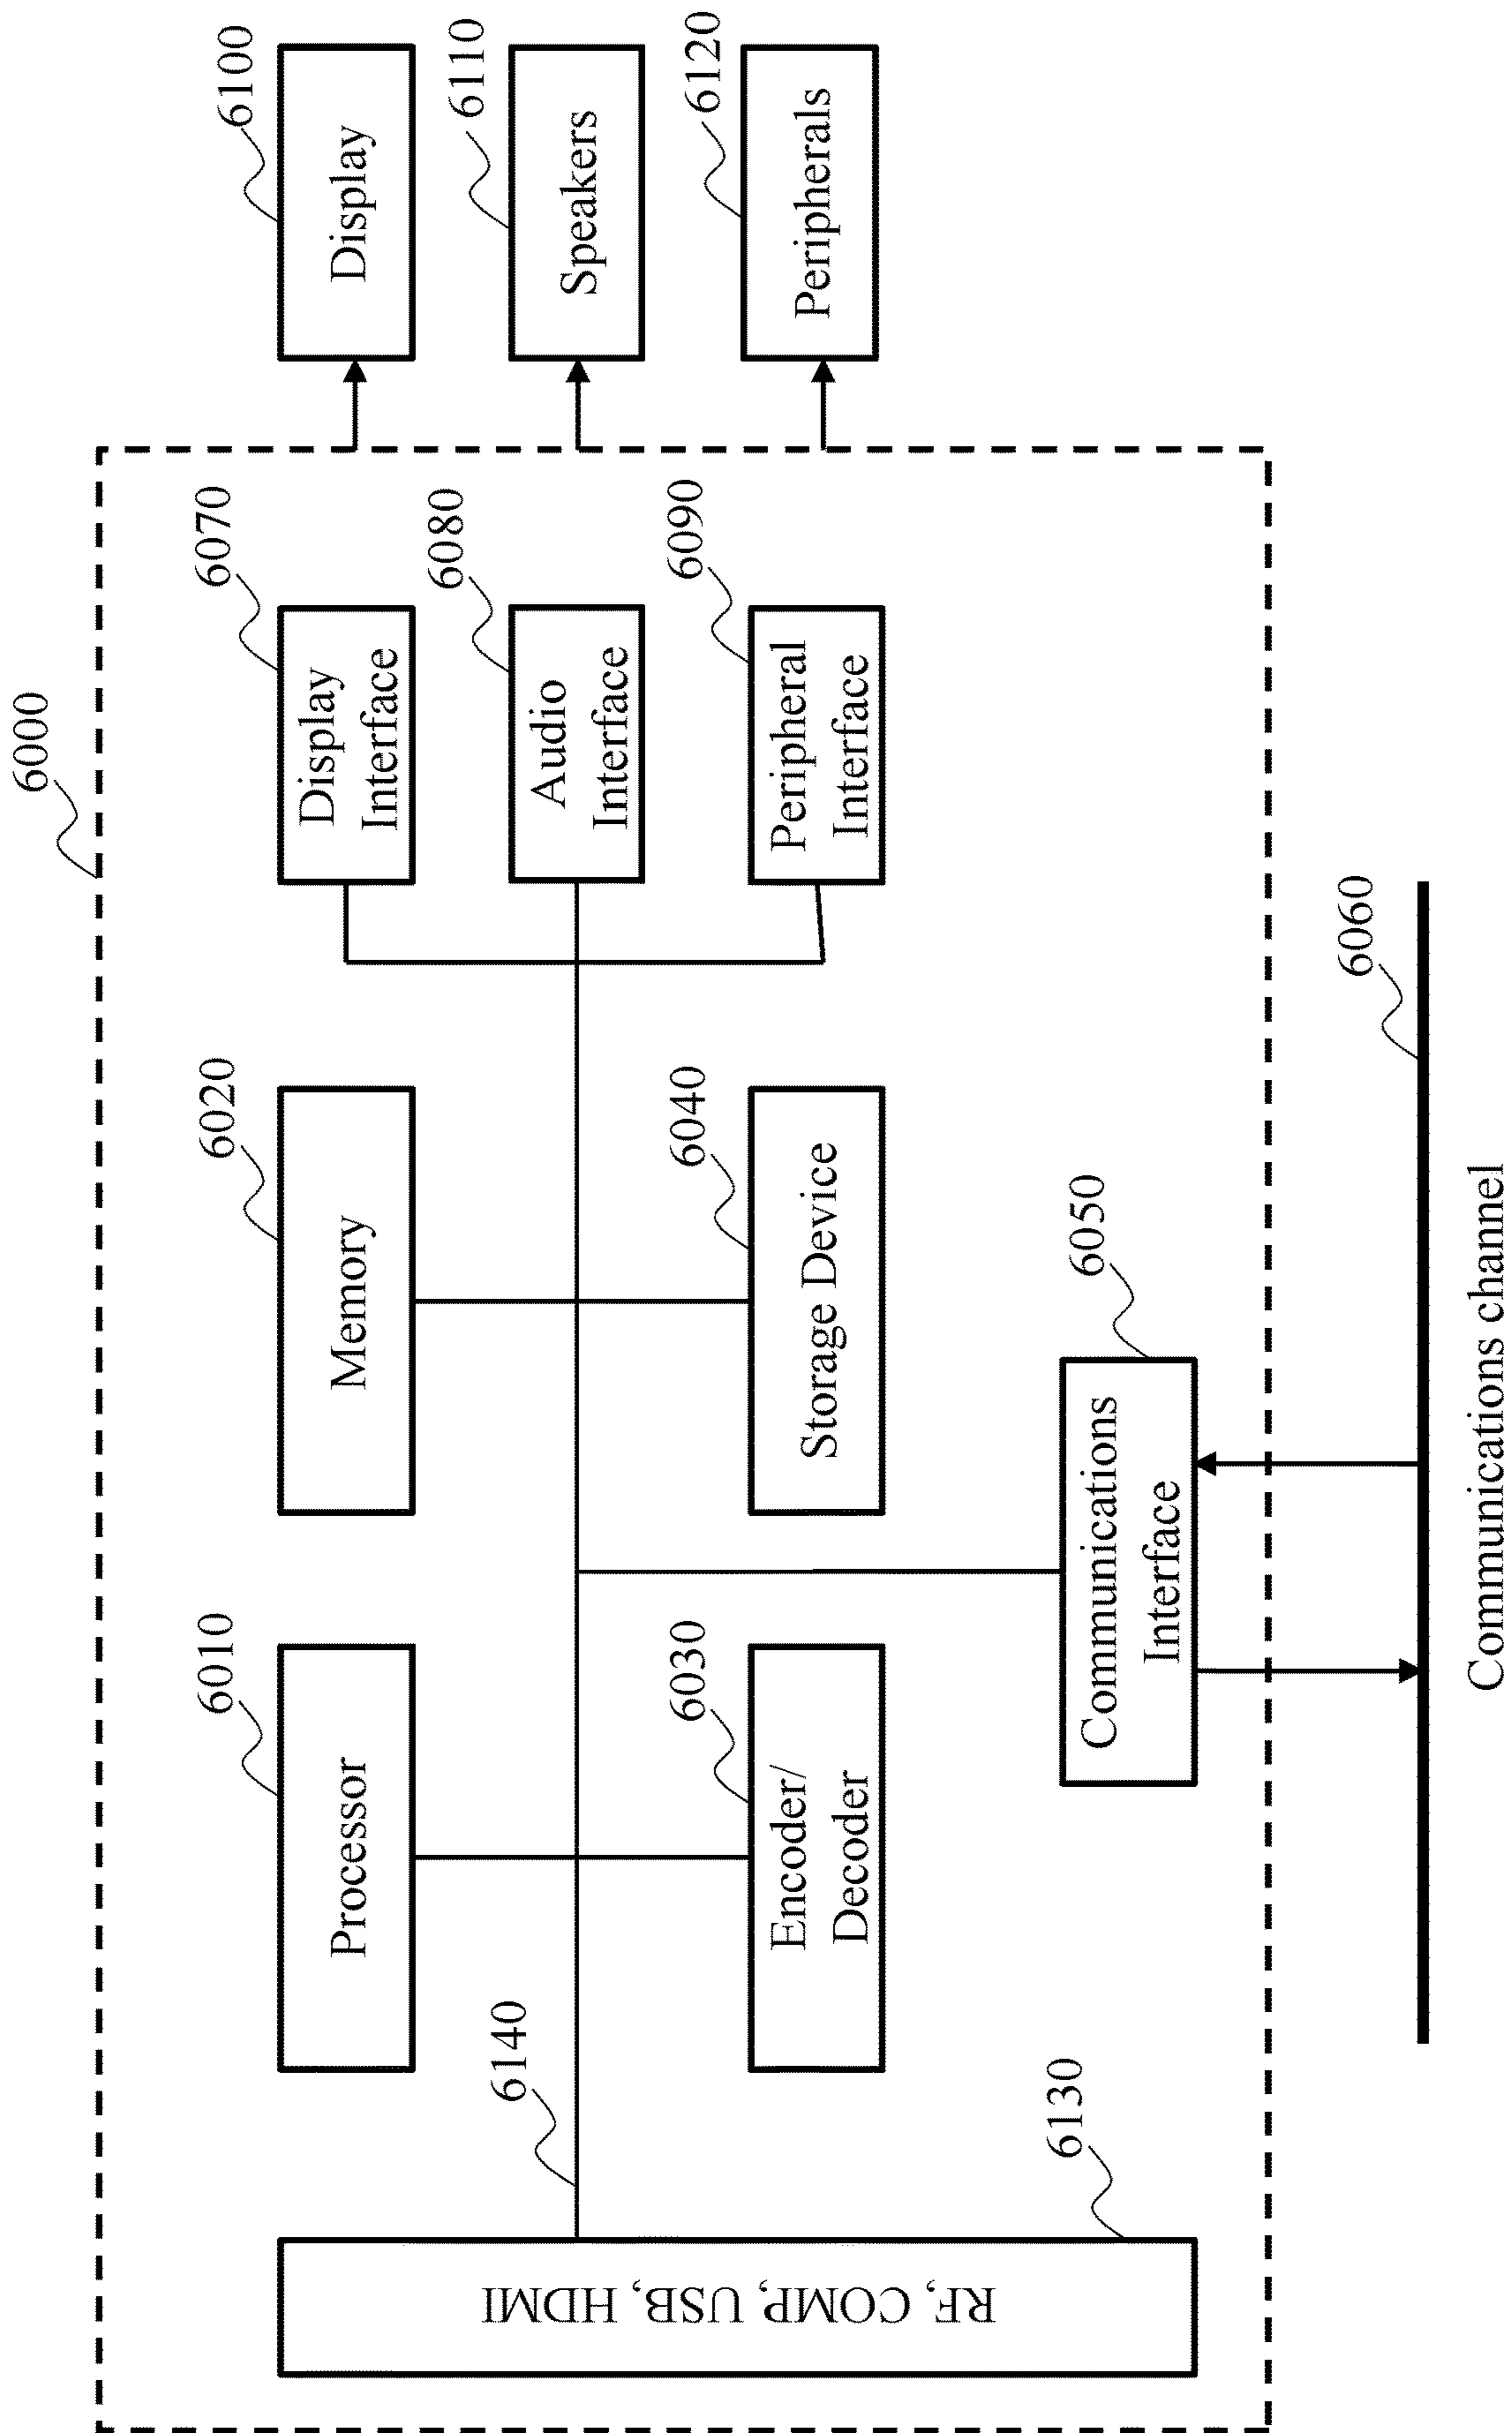 6000
6010
Processor
6020
Memory
6070
Display
Interface
6100
Display
6140
6080
Audio
Interface
6110
Speakers
6030
Encoder/
Decoder
6040
Storage Device
6090
Peripheral
Interface
6120
Peripherals
6130
RF, COMP, USB, HDMI
6050
Communications
Interface
6060
Communications channel